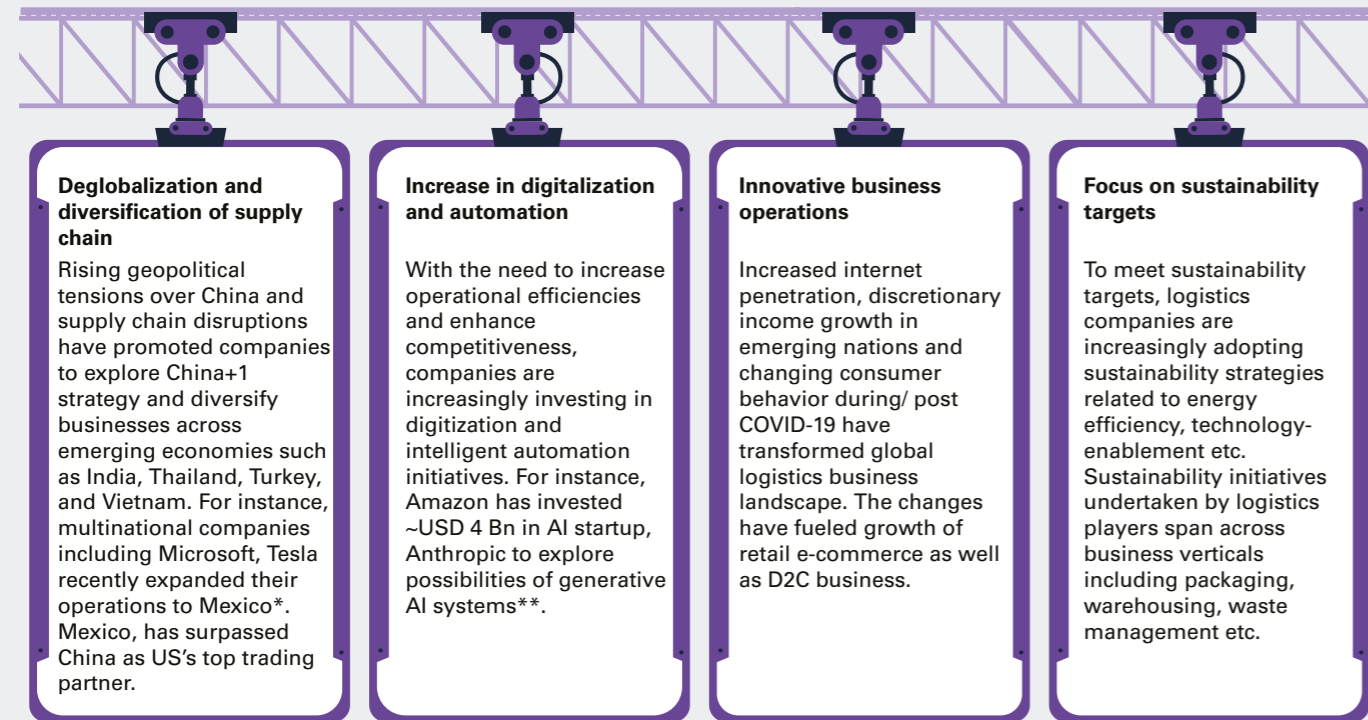 Deglobalization and
diversification of supply
chain
Rising geopolitical
tensions over China and
supply chain disruptions
have promoted companies
to explore China+1
strategy and diversify
businesses across
emerging economies such
as India, Thailand, Turkey,
and Vietnam. For instance,
multinational companies
including Microsoft, Tesla
recently expanded their
operations to Mexico*.
Mexico, has surpassed
China as US's top trading
partner.
Increase in digitalization
and automation
With the need to increase
operational efficiencies
and enhance
competitiveness,
companies are
increasingly investing in
digitization and
intelligent automation
initiatives. For instance,
Amazon has invested
~USD 4 Bn in AI startup,
Anthropic to explore
possibilities of generative
AI systems**.
Innovative business
operations
Increased internet
penetration, discretionary
income growth in
emerging nations and
changing consumer
behavior during/ post
COVID-19 have
transformed global
logistics business
landscape. The changes
have fueled growth of
retail e-commerce as well
as D2C business.
Focus on sustainability
targets
To meet sustainability
targets, logistics
companies are
increasingly adopting
sustainability strategies
related to energy
efficiency, technology-
enablement etc.
Sustainability initiatives
undertaken by logistics
players span across
business verticals
including packaging,
warehousing, waste
management etc.